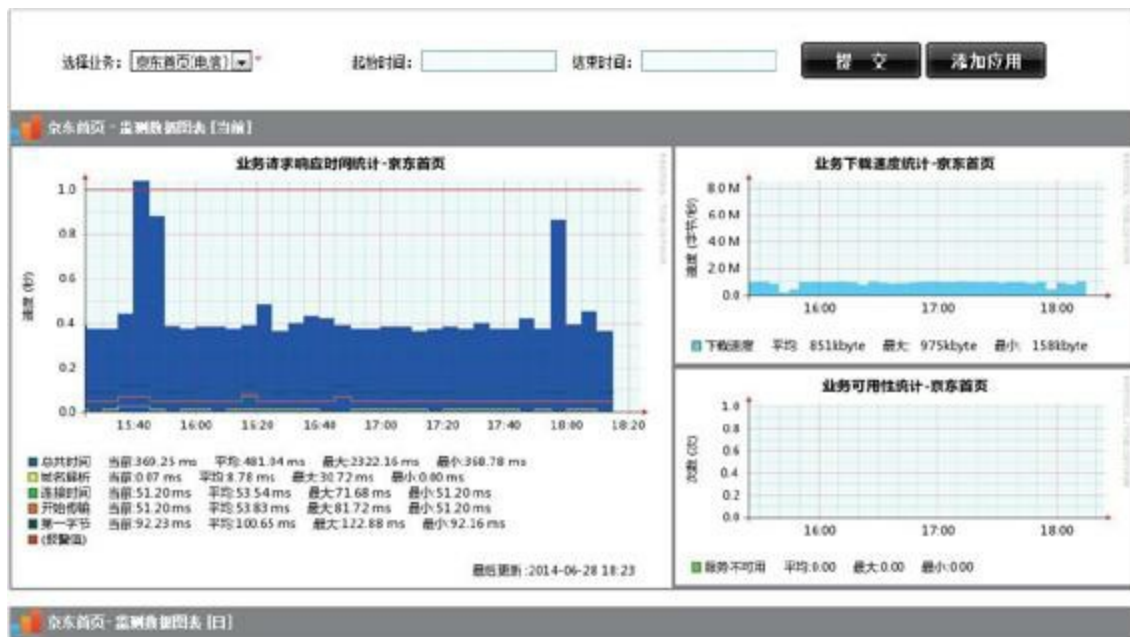 选择业务： 京东首页(电信) * 起始时间： 结束时间： 提 交 添加应用
京东首页 - 监测数据图表 [当前]
业务请求响应时间统计-京东首页
速度 (秒)
1.0
0.8
0.6
0.4
0.2
0.0
15:40 16:00 16:20 16:40 17:00 17:20 17:40 18:00 18:20
总共时间 当前:369.25 ms 平均:481.04 ms 最大:2322.16 ms 最小:360.78 ms
域名解析 当前:0.07 ms 平均:8.78 ms 最大:30.72 ms 最小:0.00 ms
连接时间 当前:51.20 ms 平均:53.54 ms 最大:71.68 ms 最小:51.20 ms
开始传输 当前:51.20 ms 平均:53.83 ms 最大:81.72 ms 最小:51.20 ms
第一字节 当前:92.23 ms 平均:100.65 ms 最大:122.88 ms 最小:92.16 ms
(报警值)
最后更新:2014-06-28 18:23
业务下载速度统计-京东首页
速度 (字节/秒)
8.0 M
6.0 M
4.0 M
2.0 M
0.0
16:00 17:00 18:00
下载速度 平均: 851kbyte 最大: 975kbyte 最小: 158kbyte
业务可用性统计-京东首页
次数 (次)
1.0
0.8
0.6
0.4
0.2
0.0
16:00 17:00 18:00
服务不可用 平均:0.00 最大:0.00 最小:0.00
京东首页 - 监测数据图表 [日]